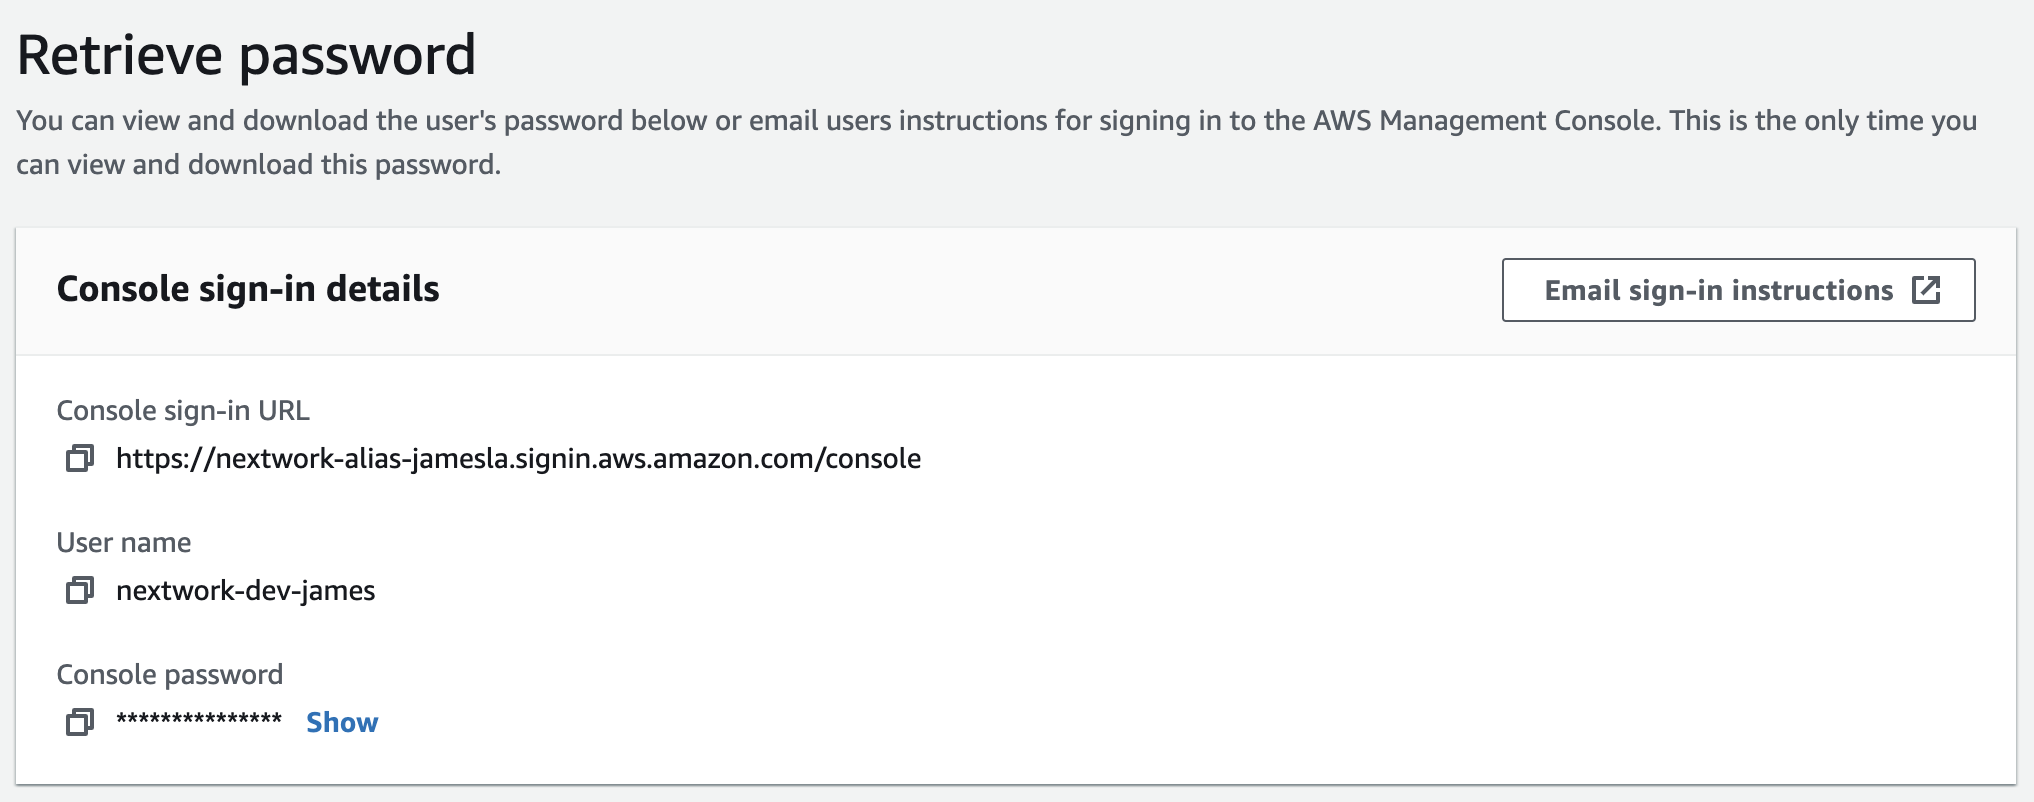 Retrieve password
You can view and download the user's password below or email users instructions for signing in to the AWS Management Console. This is the only time you
can view and download this password.
Console sign-in details
Email sign-in instructions
Console sign-in URL
https://nextwork-alias-jamesla.signin.aws.amazon.com/console
User name
nextwork-dev-james
Console password
*************** Show